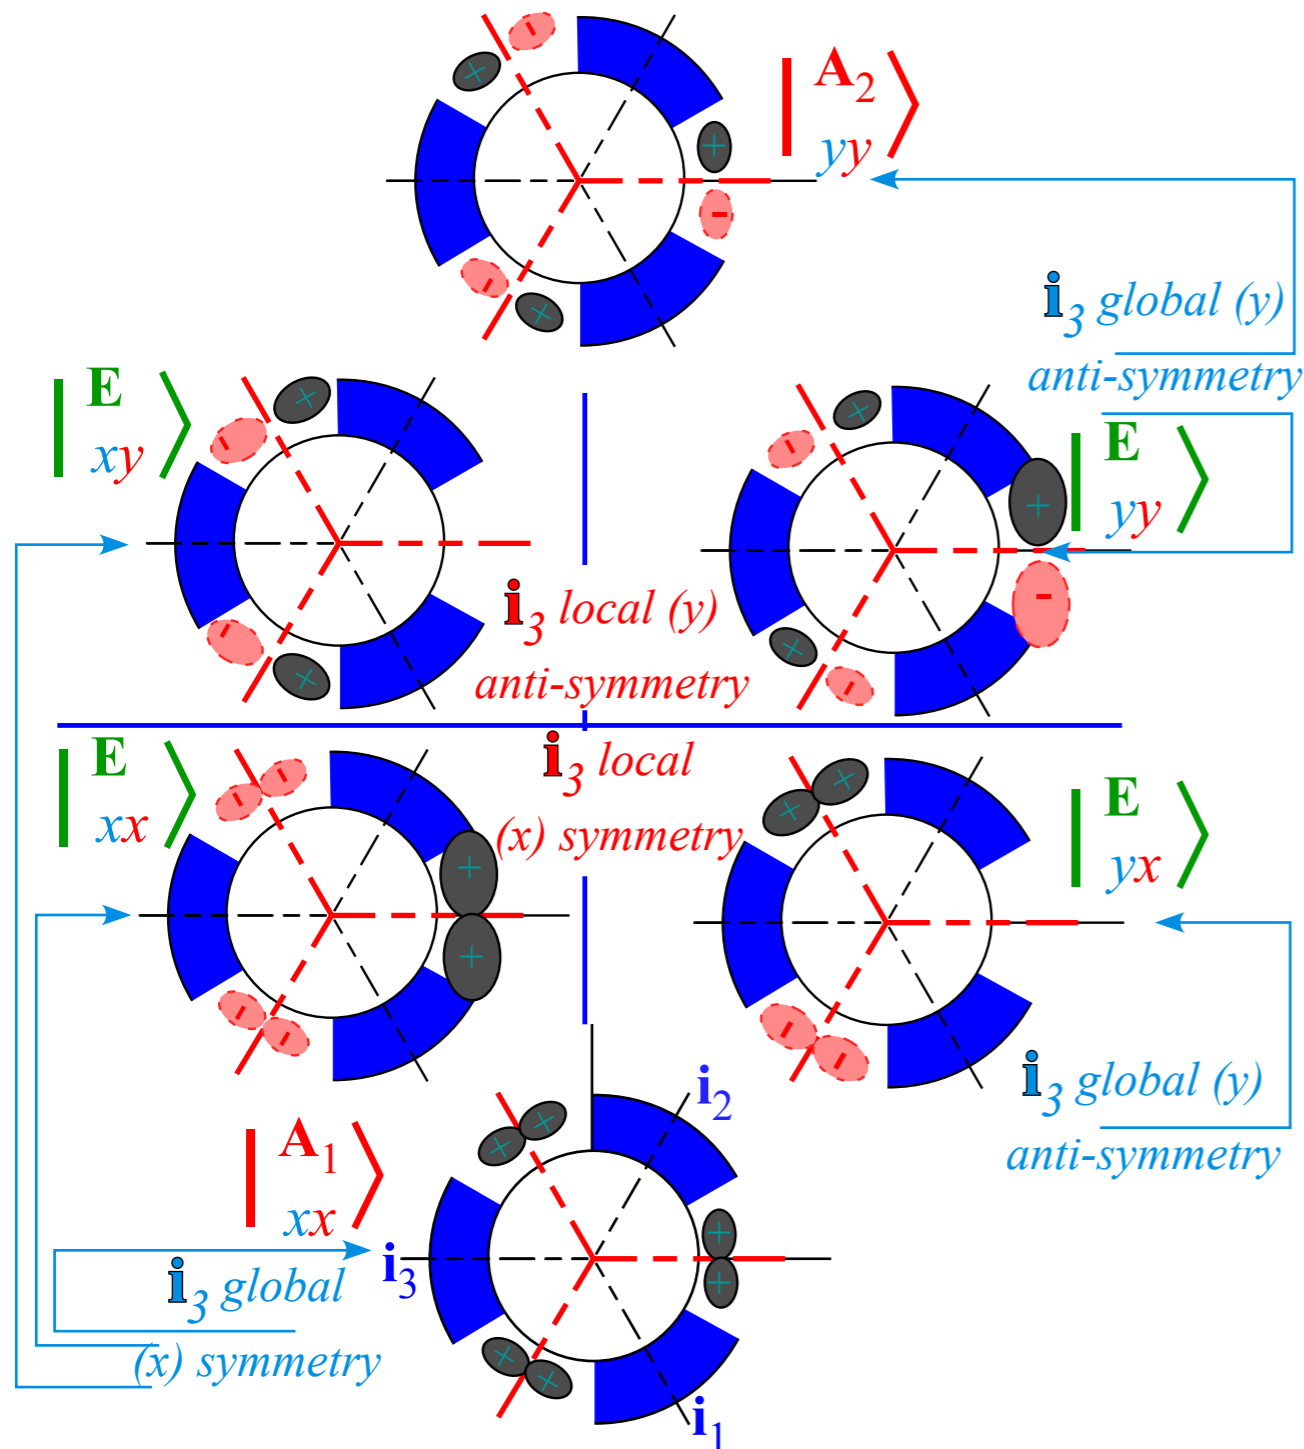 | A₂ ⟩
yy
i₃ global (y)
anti-symmetry
| E ⟩
xy
| E ⟩
yy
i₃ local (y)
anti-symmetry
| E ⟩
xx
i₃ local
(x) symmetry
| E ⟩
yx
i₃ global (y)
anti-symmetry
| A₁ ⟩
xx
i₂
i₃
i₁
i₃ global
(x) symmetry